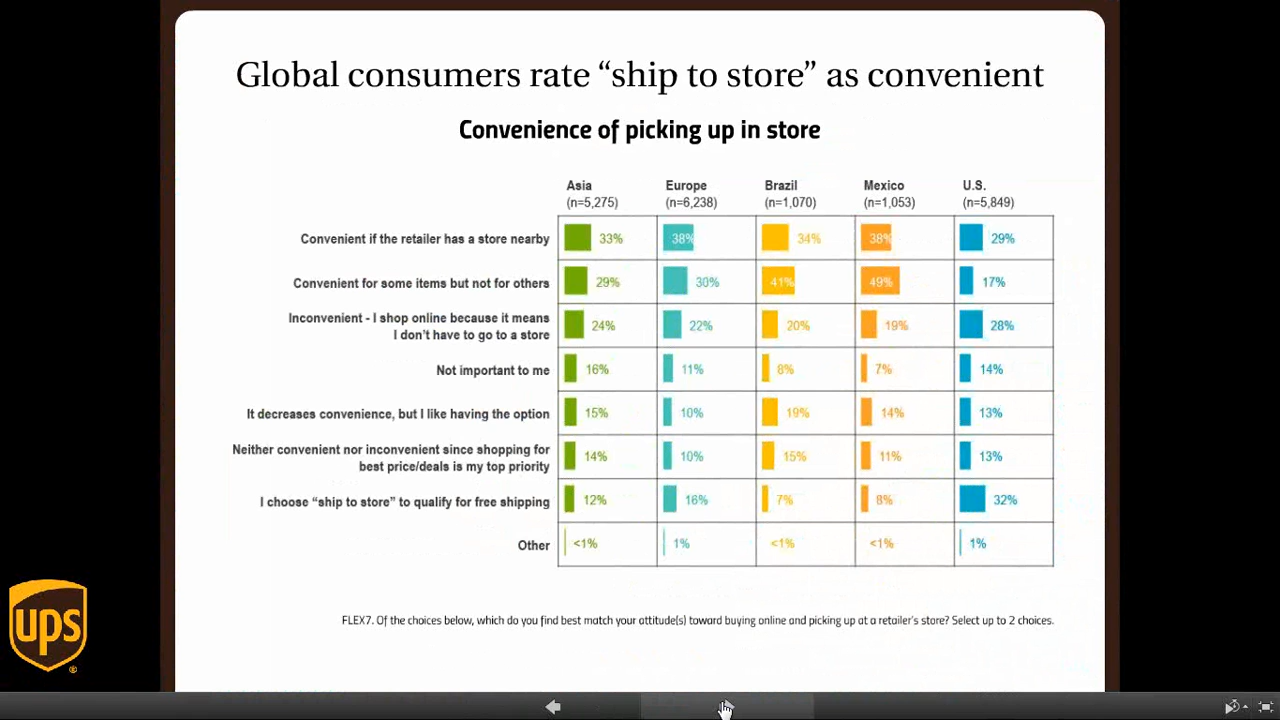 Global consumers rate “ship to store” as convenient
Convenience of picking up in store
Asia Europe Brazil Mexico U.S.
(n=5,275) (n=6,238) (n=1,070) (n=1,053) (n=5,849)
Convenient if the retailer has a store nearby 33% 38% 34% 38% 29%
Convenient for some items but not for others 29% 30% 41% 49% 17%
Inconvenient - I shop online because it means
I don’t have to go to a store 24% 22% 20% 19% 28%
Not important to me 16% 11% 8% 7% 14%
It decreases convenience, but I like having the option 15% 10% 19% 14% 13%
Neither convenient nor inconvenient since shopping for
best price/deals is my top priority 14% 10% 15% 11% 13%
I choose “ship to store” to qualify for free shipping 12% 16% 7% 8% 32%
Other <1% 1% <1% <1% 1%
ups
®
FLEX7. Of the choices below, which do you find best match your attitude(s) toward buying online and picking up at a retailer's store? Select up to 2 choices.